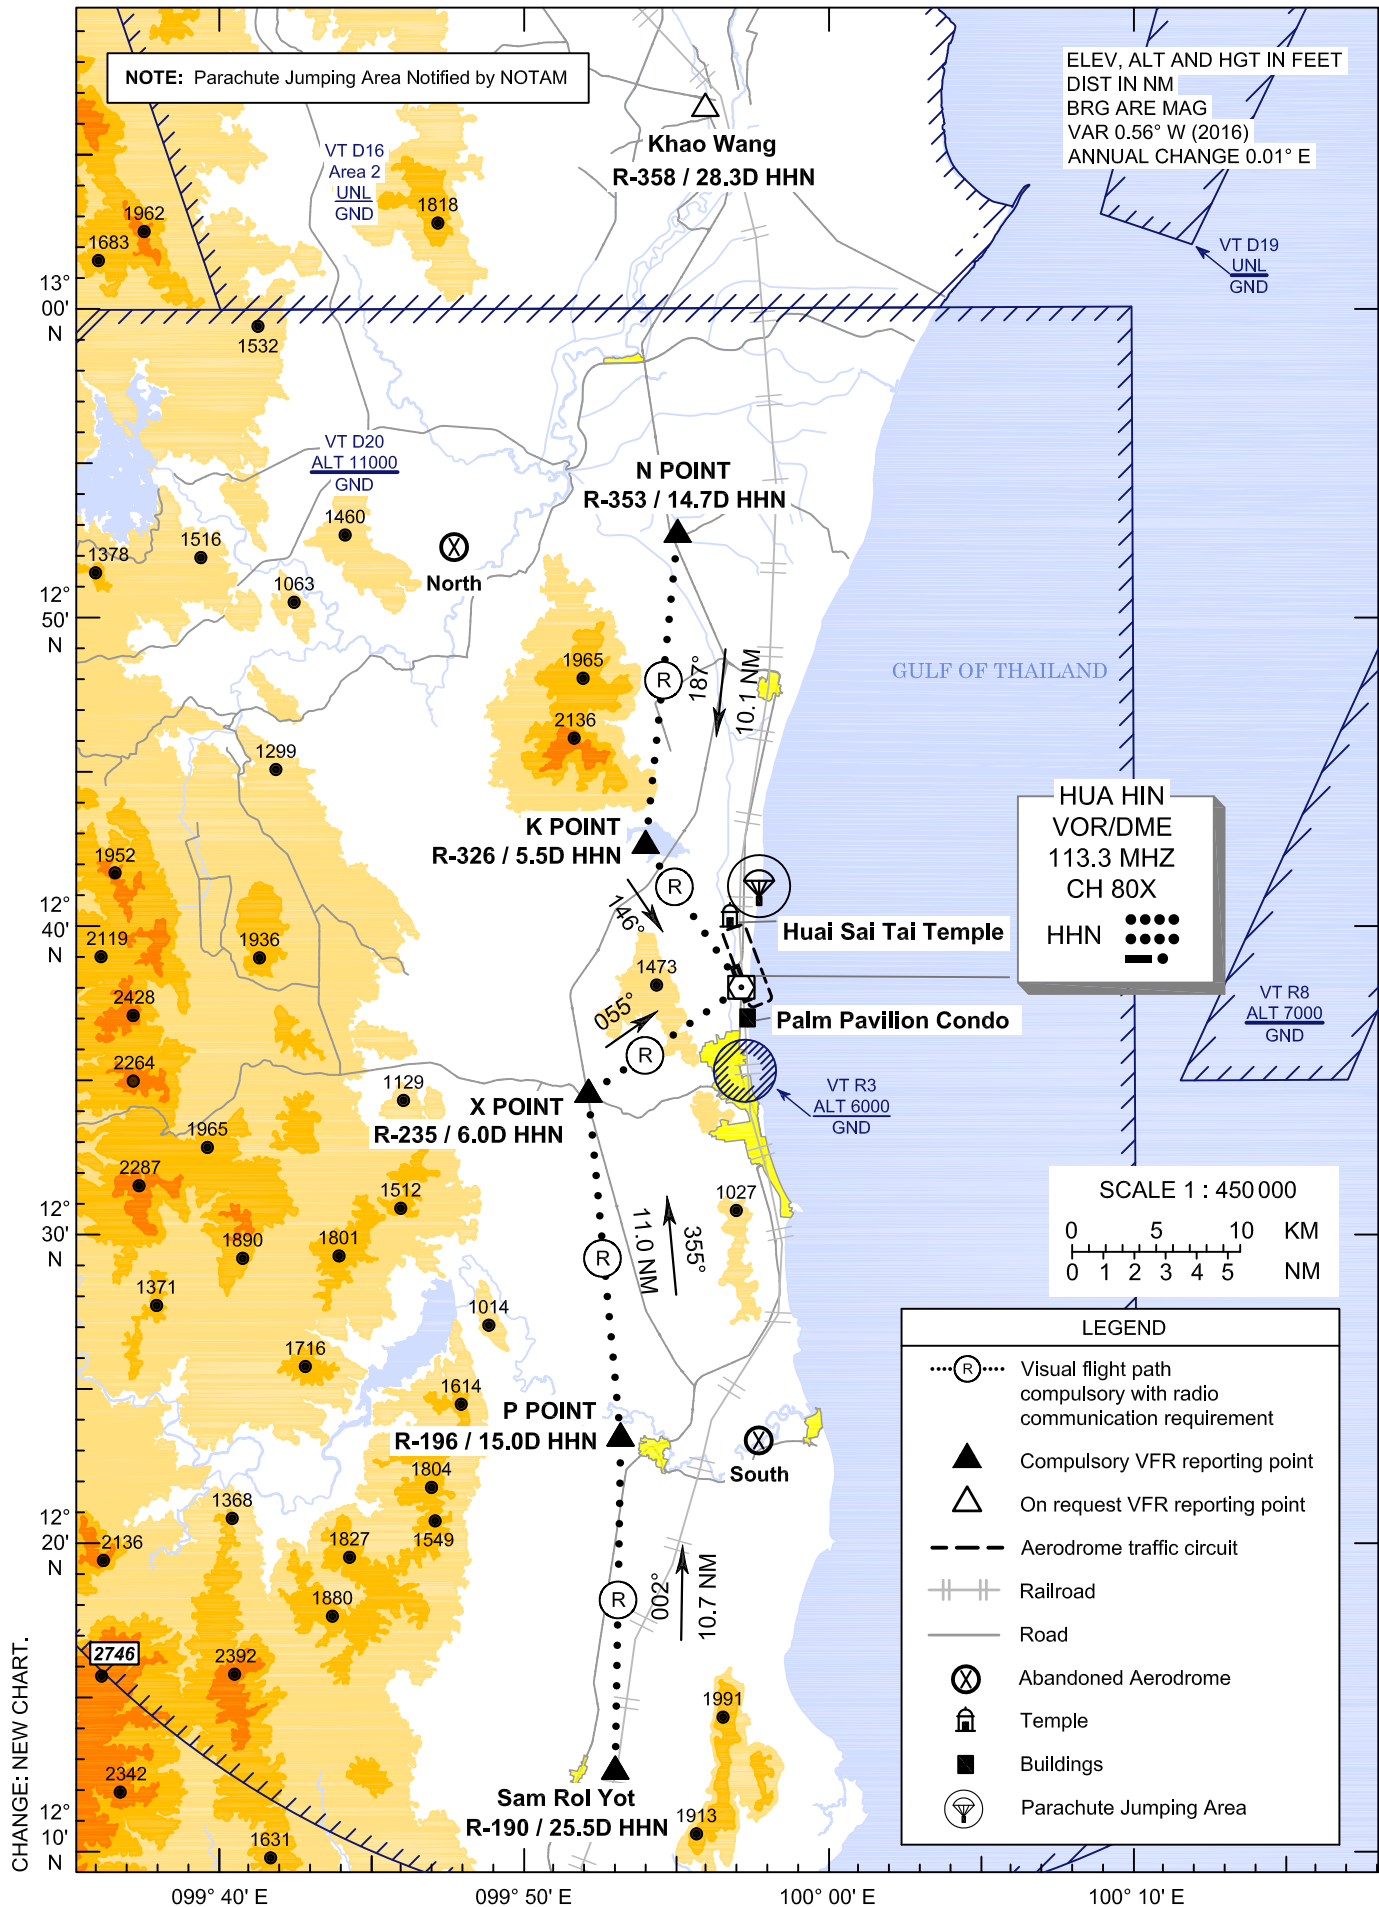 NOTE: Parachute Jumping Area Notified by NOTAM
ELEV, ALT AND HGT IN FEET
DIST IN NM
BRG ARE MAG
VAR 0.56° W (2016)
ANNUAL CHANGE 0.01° E
Khao Wang
R-358 / 28.3D HHN
VT D16
Area 2
UNL
GND
1818
1962
1683
VT D19
UNL
GND
13°
00'
N
1532
VT D20
ALT 11000
GND
N POINT
R-353 / 14.7D HHN
1460
1516
1378
1063
North
12°
50'
N
1965
R
187°
10.1 NM
GULF OF THAILAND
2136
1299
HUA HIN
VOR/DME
113.3 MHZ
CH 80X
HHN
K POINT
R-326 / 5.5D HHN
1952
R
146°
12°
40'
N
2119
1936
Huai Sai Tai Temple
1473
2428
055°
Palm Pavilion Condo
VT R8
ALT 7000
GND
R
2264
1129
VT R3
ALT 6000
GND
X POINT
R-235 / 6.0D HHN
1965
2287
1512
1027
SCALE 1 : 450 000
0 5 10 KM
0 1 2 3 4 5 NM
12°
30'
N
1890
1801
R
11.0 NM
355°
1371
1014
1716
1614
P POINT
R-196 / 15.0D HHN
South
1804
1368
1549
12°
20'
N
2136
1827
1880
R
002°
10.7 NM
2746
2392
1991
2342
Sam Roi Yot
R-190 / 25.5D HHN
1913
12°
10'
N
1631
LEGEND
R
Visual flight path
compulsory with radio
communication requirement
Compulsory VFR reporting point
On request VFR reporting point
Aerodrome traffic circuit
Railroad
Road
Abandoned Aerodrome
Temple
Buildings
Parachute Jumping Area
CHANGE: NEW CHART.
099° 40' E
099° 50' E
100° 00' E
100° 10' E